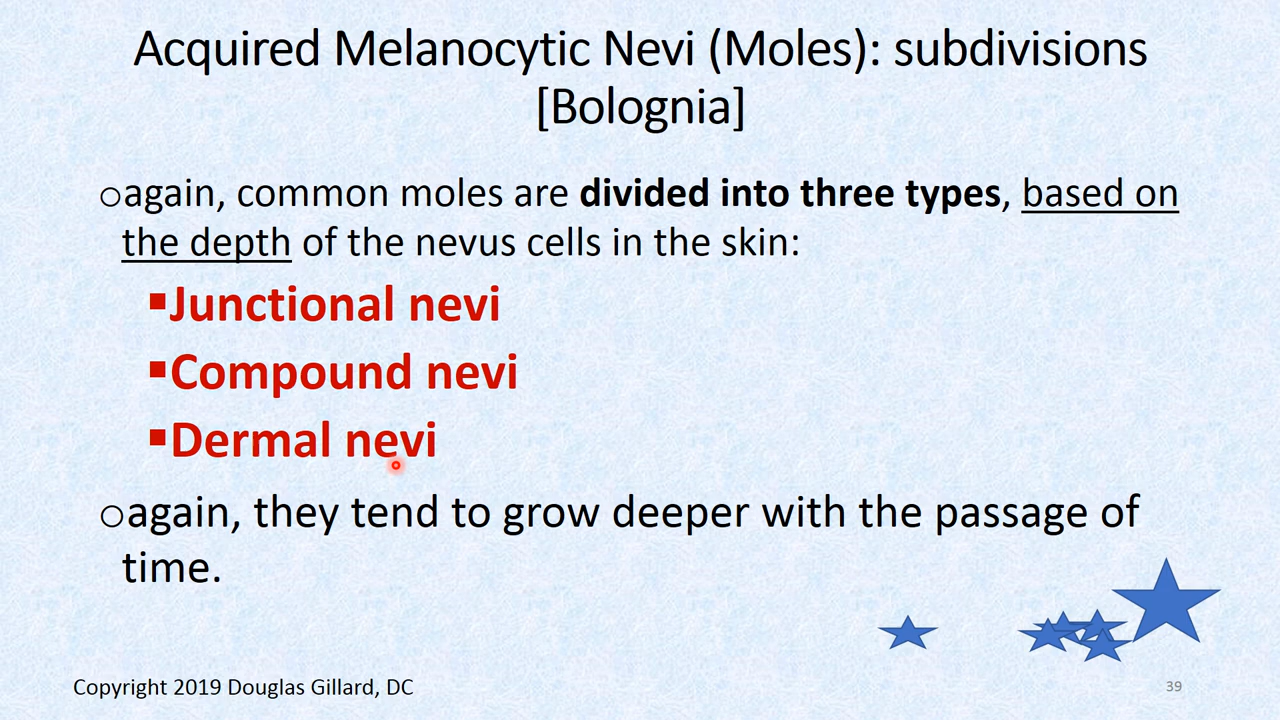 Acquired Melanocytic Nevi (Moles): subdivisions
[Bolognia]
oagain, common moles are divided into three types, based on
the depth of the nevus cells in the skin:
▪Junctional nevi
▪Compound nevi
▪Dermal nevi
oagain, they tend to grow deeper with the passage of
time.
Copyright 2019 Douglas Gillard, DC
39